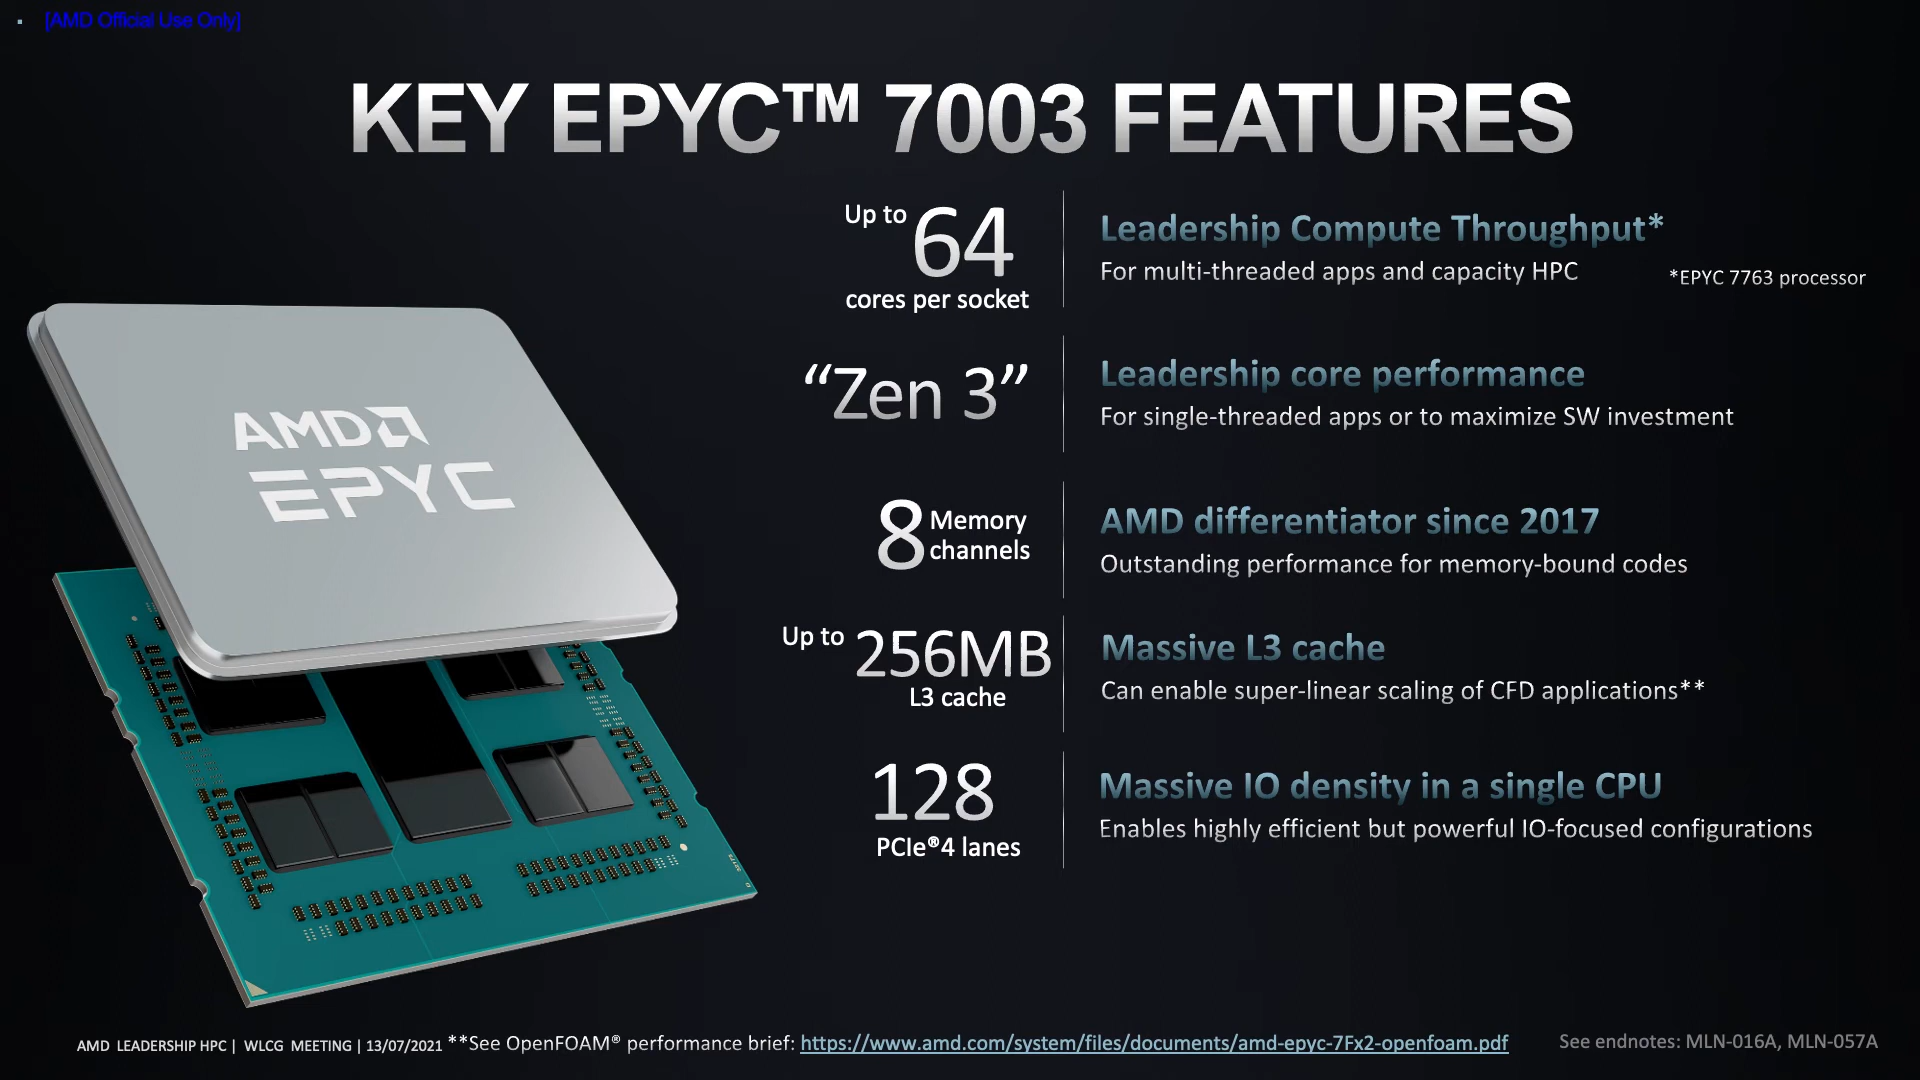 [AMD Official Use Only]
KEY EPYC™ 7003 FEATURES
Up to 64
cores per socket
Leadership Compute Throughput*
For multi-threaded apps and capacity HPC
*EPYC 7763 processor
“Zen 3”
Leadership core performance
For single-threaded apps or to maximize SW investment
8 Memory
channels
AMD differentiator since 2017
Outstanding performance for memory-bound codes
Up to 256MB
L3 cache
Massive L3 cache
Can enable super-linear scaling of CFD applications**
128
PCIe®4 lanes
Massive IO density in a single CPU
Enables highly efficient but powerful IO-focused configurations
AMD
EPYC
AMD LEADERSHIP HPC | WLCG MEETING | 13/07/2021
**See OpenFOAM® performance brief: https://www.amd.com/system/files/documents/amd-epyc-7Fx2-openfoam.pdf
See endnotes: MLN-016A, MLN-057A